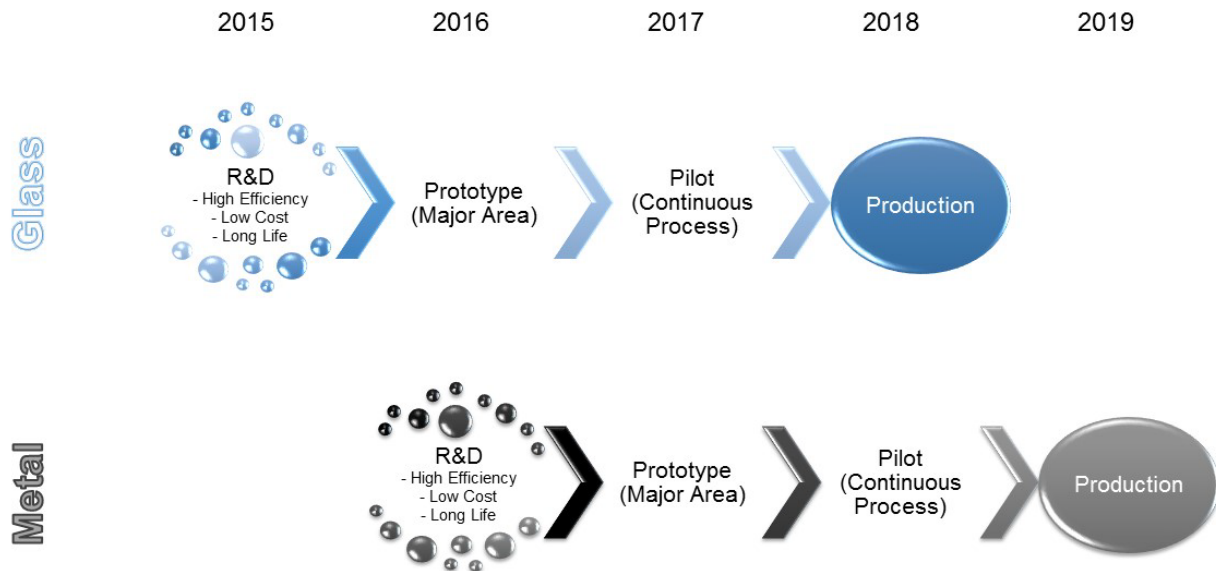 2015 2016 2017 2018 2019
Glass
R&D
- High Efficiency
- Low Cost
- Long Life
Prototype
(Major Area)
Pilot
(Continuous
Process)
Production
Metal
R&D
- High Efficiency
- Low Cost
- Long Life
Prototype
(Major Area)
Pilot
(Continuous
Process)
Production